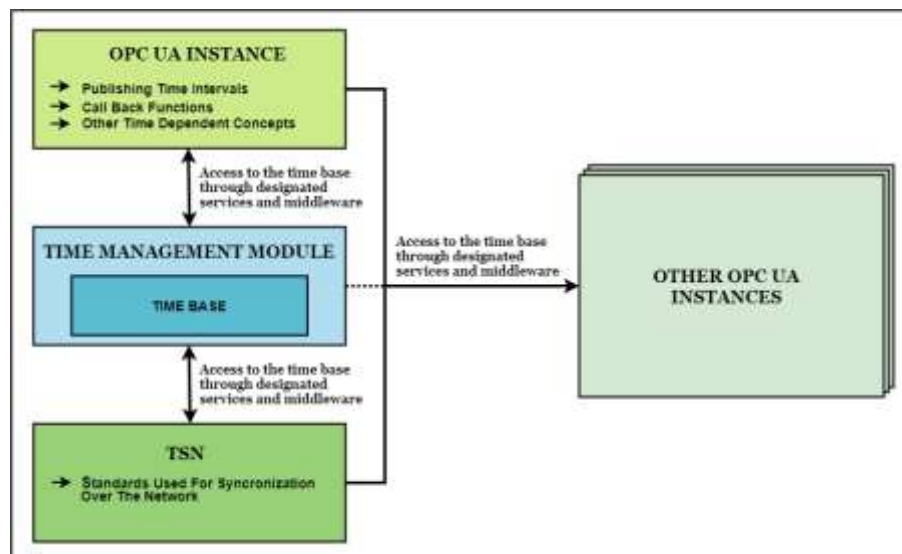 OPC UA INSTANCE
Publishing Time Intervals
Call Back Functions
Other Time Dependent Concepts
Access to the time base
through designated
services and middleware
TIME MANAGEMENT MODULE
TIME BASE
Access to the time base
through designated
services and middleware
Access to the time base
through designated
services and middleware
TSN
Standards Used For Syncronization
Over The Network
OTHER OPC UA
INSTANCES